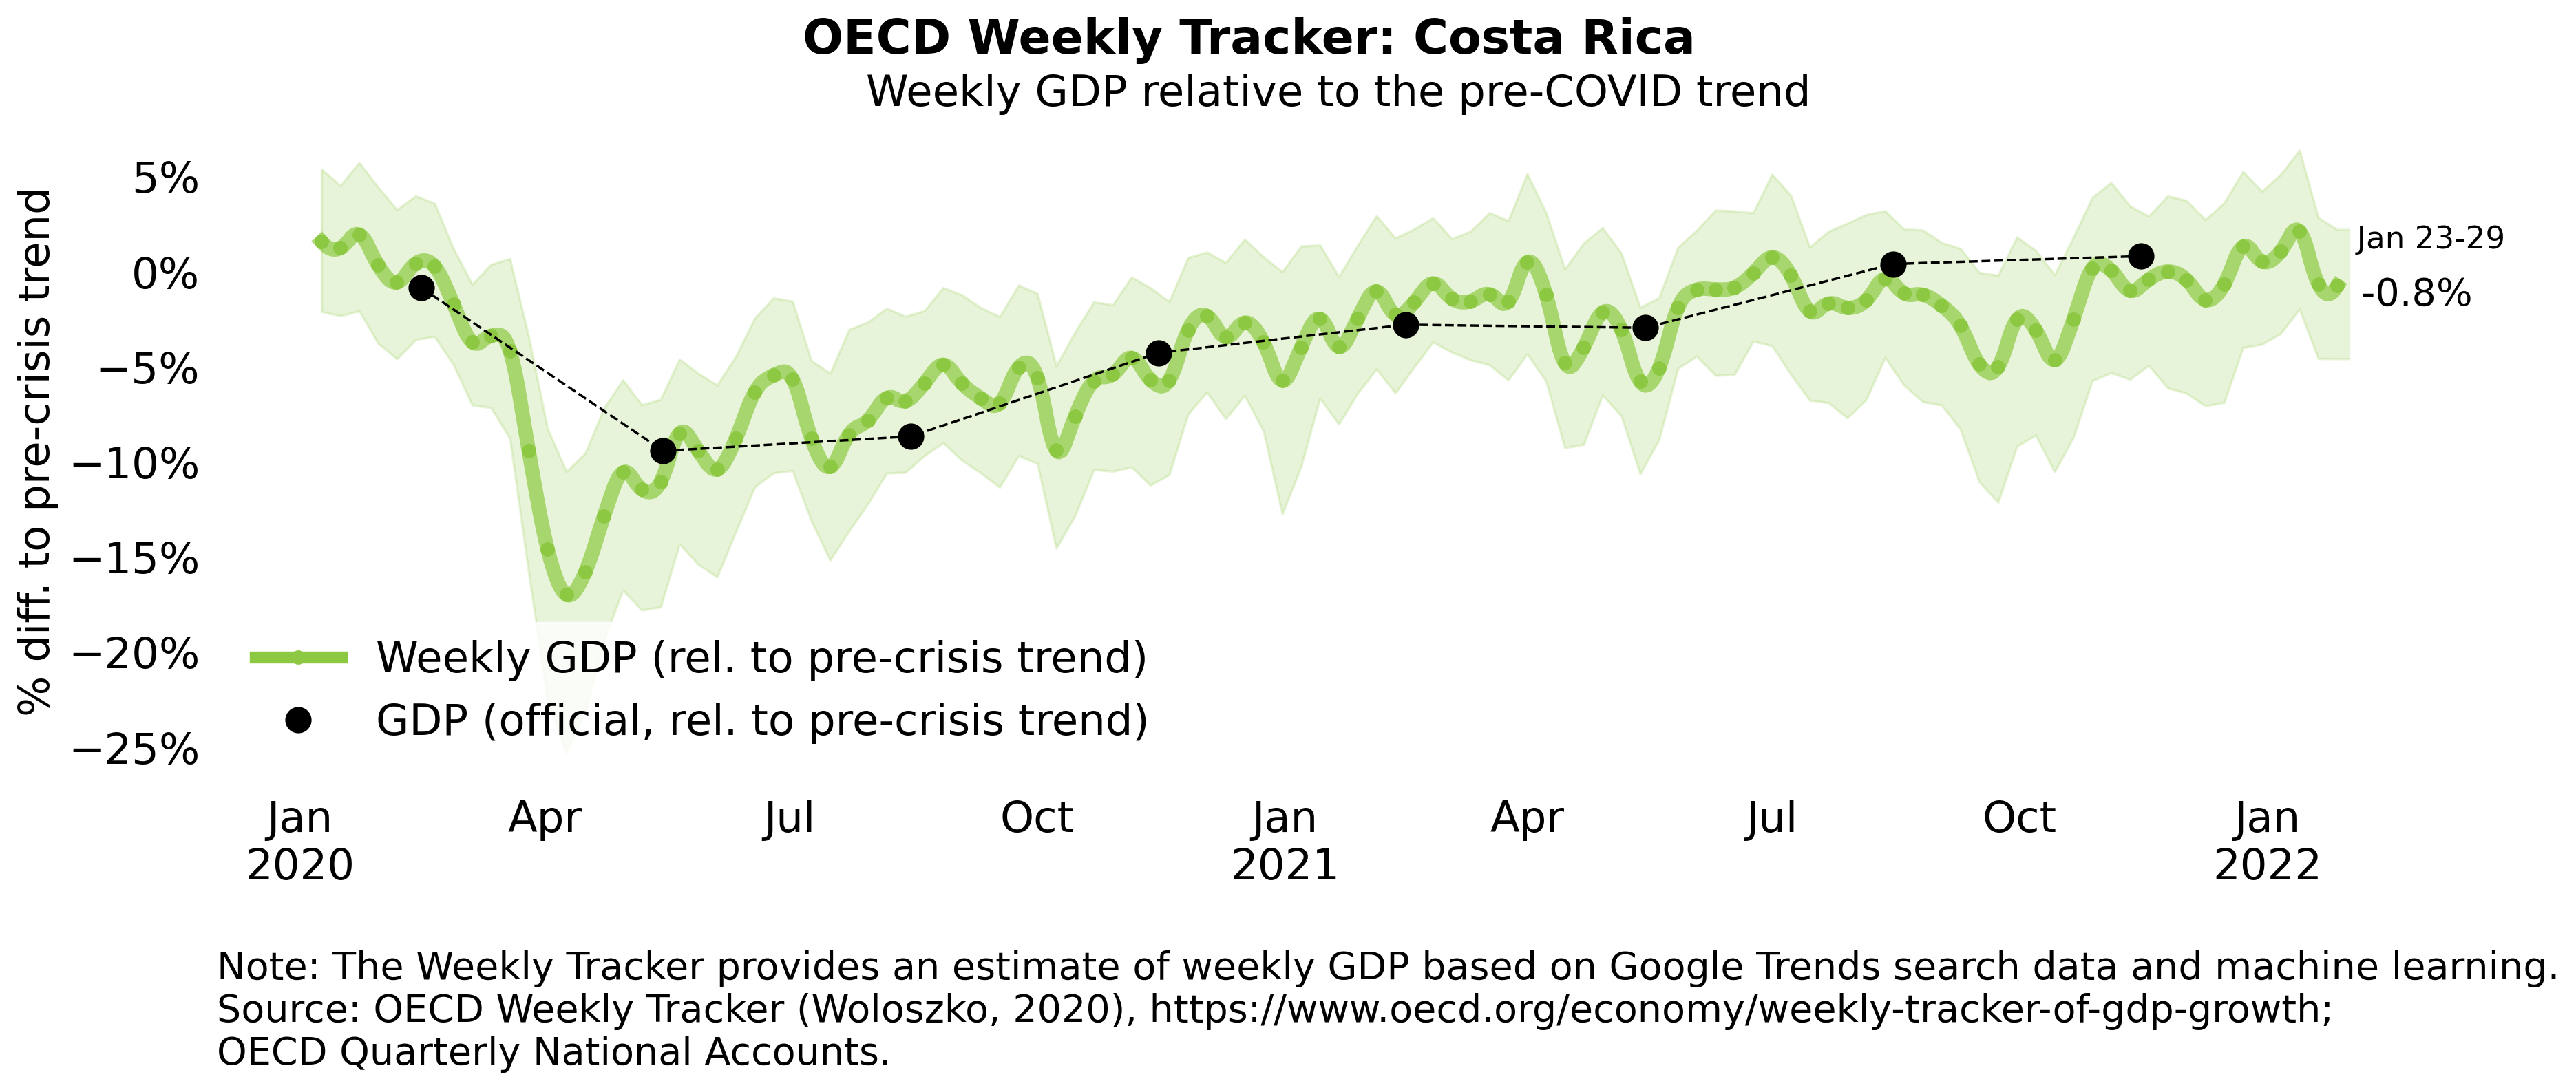 OECD Weekly Tracker: Costa Rica
Weekly GDP relative to the pre-COVID trend
% diff. to pre-crisis trend
5%
0%
−5%
−10%
−15%
−20%
−25%
Jan 23-29
-0.8%
Weekly GDP (rel. to pre-crisis trend)
GDP (official, rel. to pre-crisis trend)
Jan Apr Jul Oct Jan Apr Jul Oct Jan
2020 2021 2022
Note: The Weekly Tracker provides an estimate of weekly GDP based on Google Trends search data and machine learning.
Source: OECD Weekly Tracker (Woloszko, 2020), https://www.oecd.org/economy/weekly-tracker-of-gdp-growth;
OECD Quarterly National Accounts.